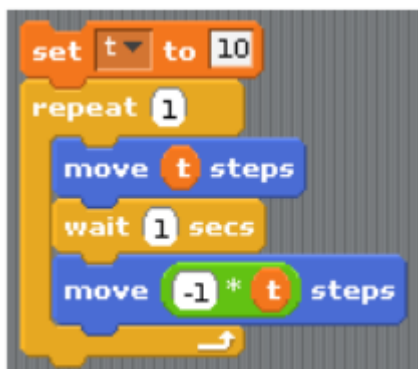 set t to 10
repeat 1
move t steps
wait 1 secs
move -1 * t steps